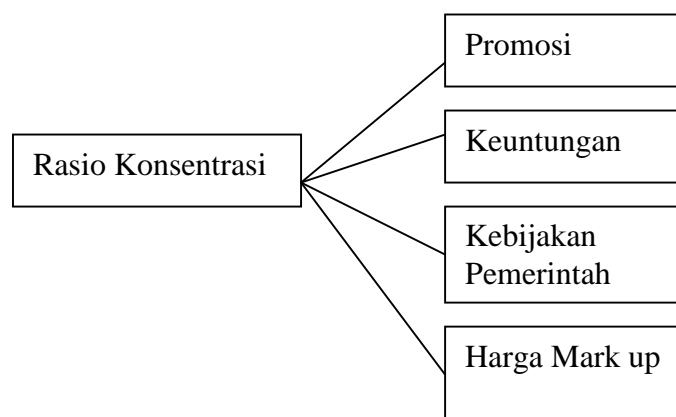 Promosi
Keuntungan
Rasio Konsentrasi
Kebijakan
Pemerintah
Harga Mark up